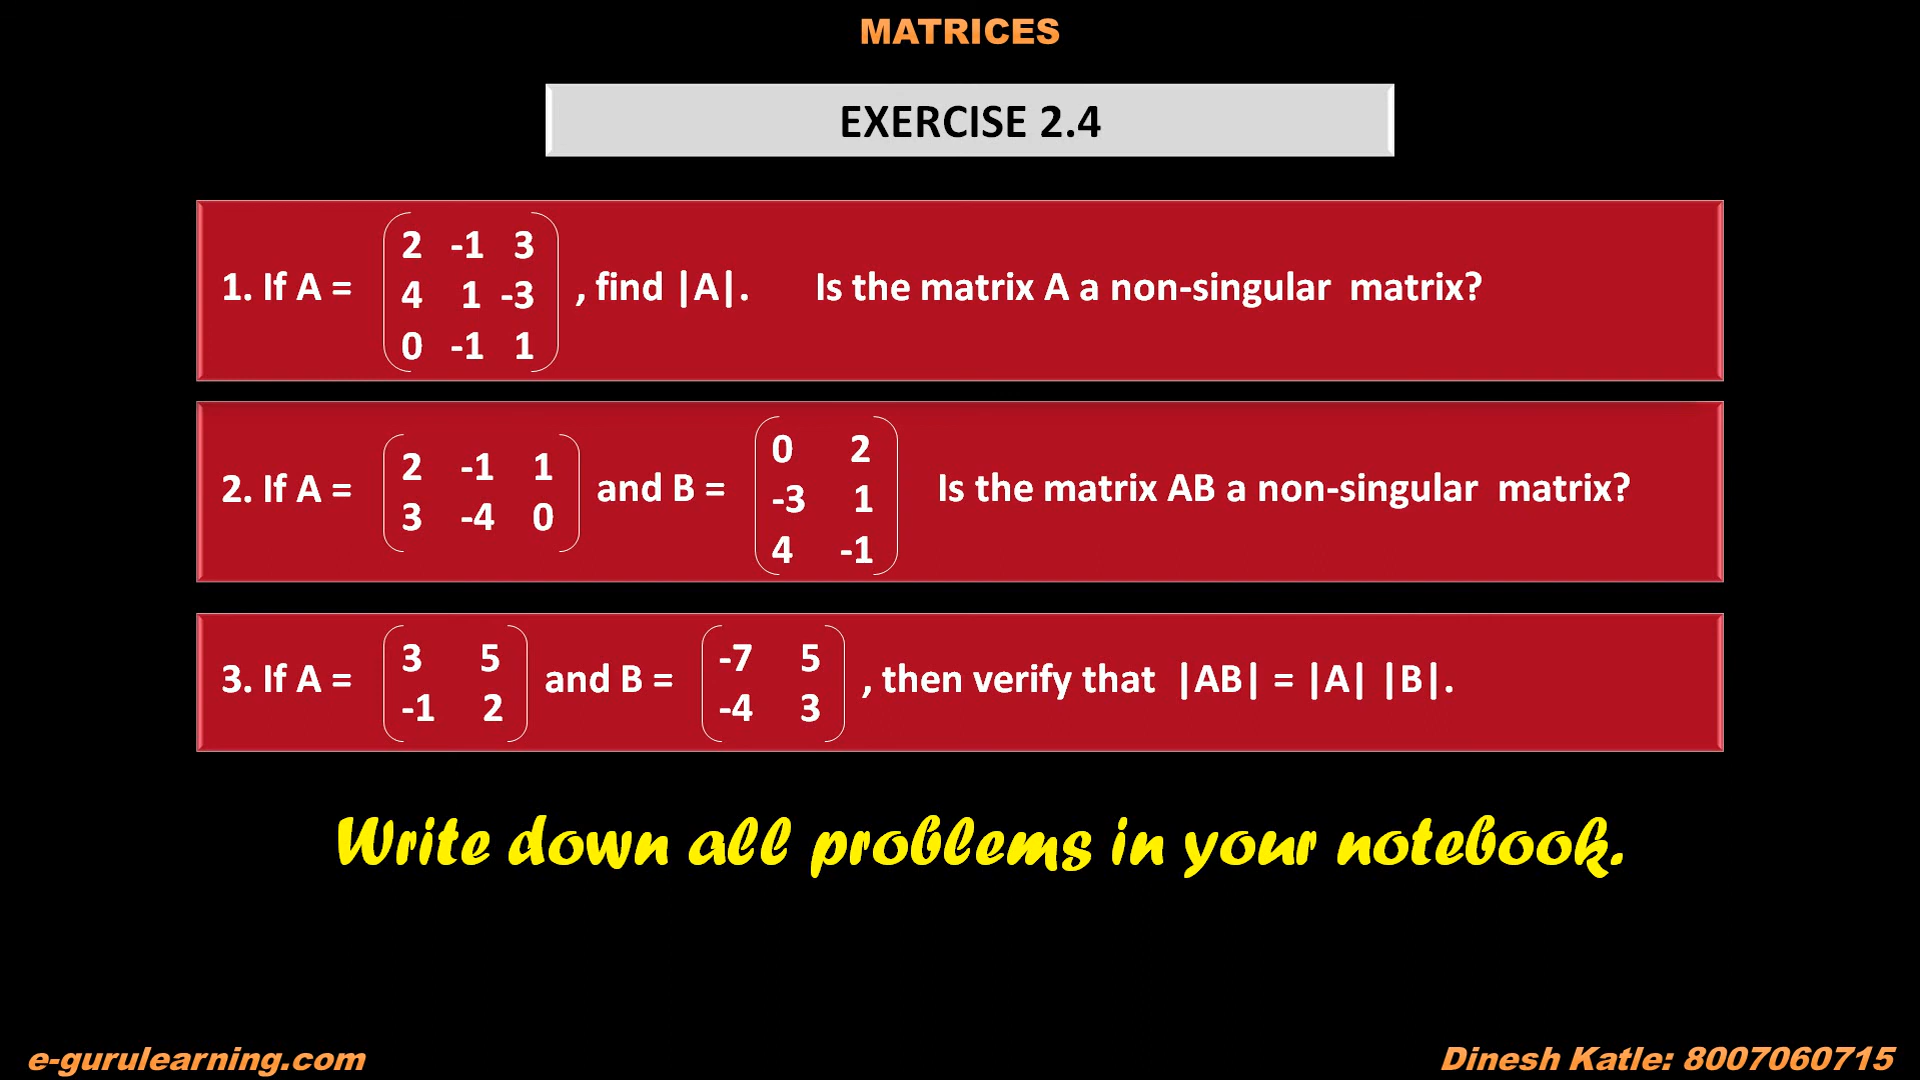 MATRICES
EXERCISE 2.4
2 -1 3
1. If A = 4 1 -3 , find |A|. Is the matrix A a non-singular matrix?
0 -1 1
0 2
2 -1 1
2. If A = and B = -3 1 Is the matrix AB a non-singular matrix?
3 -4 0
4 -1
3 5 -7 5
3. If A = and B = , then verify that |AB| = |A| |B|.
-1 2 -4 3
Write down all problems in your notebook.
e-gurulearning.com
Dinesh Katle: 8007060715